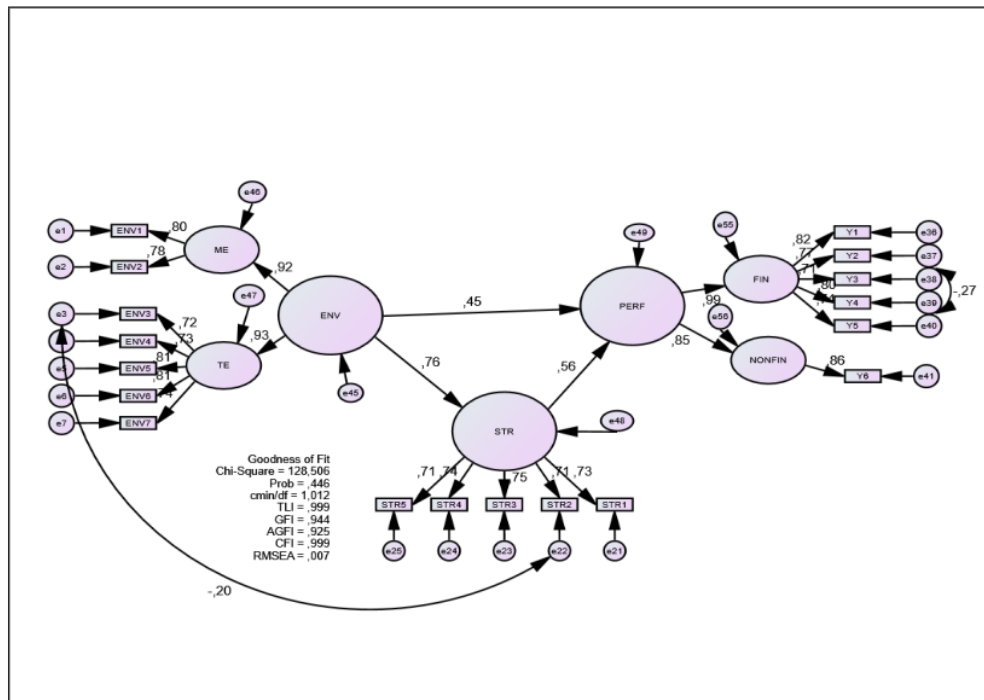 e46
e1
ENV1
,80
ME
e2
ENV2
,78
,92
e47
e3
ENV3
,72
ENV4
,73
e5
ENV5
,81
TE
,93
e6
ENV6
,81
e7
ENV7
ENV
e45
,45
,76
e49
PERF
,56
STR
e48
,99
,85
e55
FIN
,82
Y1
e36
,77
Y2
e37
,71
Y3
e38
,80
Y4
e39
Y5
e40
-,27
e56
NONFIN
,86
Y6
e41
,71
,74
,75
,71
,73
STR5
STR4
STR3
STR2
STR1
e25
e24
e23
e22
e21
Goodness of Fit
Chi-Square = 128,506
Prob = ,446
cmin/df = 1,012
TLI = ,999
GFI = ,944
AGFI = ,925
CFI = ,999
RMSEA = ,007
-,20